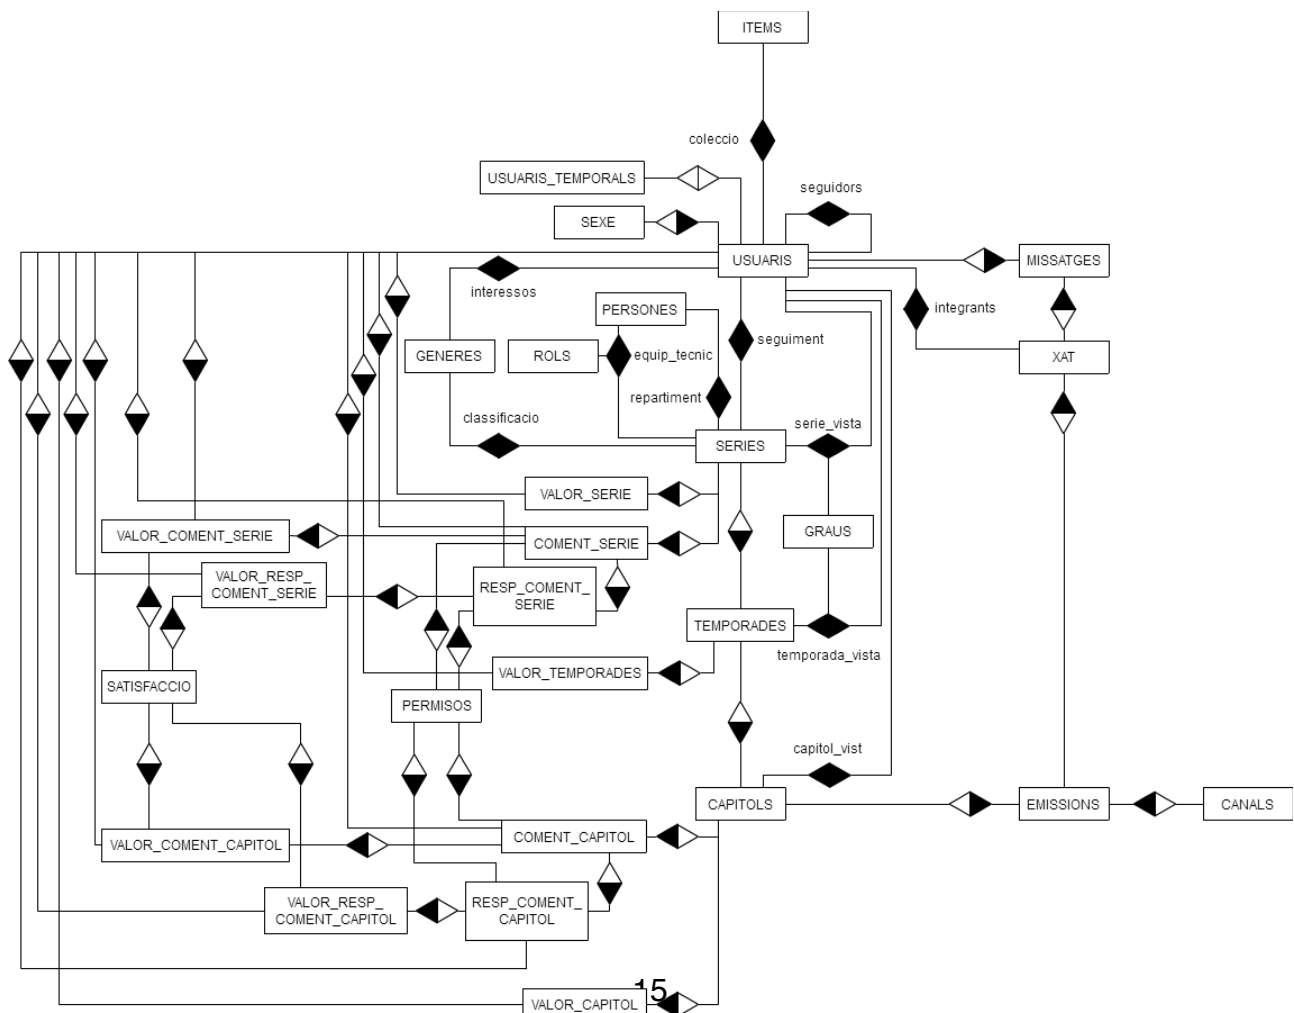 ITEMS
coleccio
USUARIS_TEMPORALS
seguidors
SEXE
USUARIS
MISSATGES
interessos
PERSONES
integrants
seguiment
GENERES
ROLS
equip_tecnic
XAT
repartiment
classificacio
serie_vista
SERIES
VALOR_SERIE
VALOR_COMENT_SERIE
COMENT_SERIE
GRAUS
VALOR_RESP_
COMENT_SERIE
RESP_COMENT_
SERIE
TEMPORADES
temporada_vista
VALOR_TEMPORADES
SATISFACCIO
PERMISOS
capitol_vist
CAPITOLS
EMISSIONS
CANALS
COMENT_CAPITOL
VALOR_COMENT_CAPITOL
VALOR_RESP_
COMENT_CAPITOL
RESP_COMENT_
CAPITOL
15
VALOR_CAPITOL